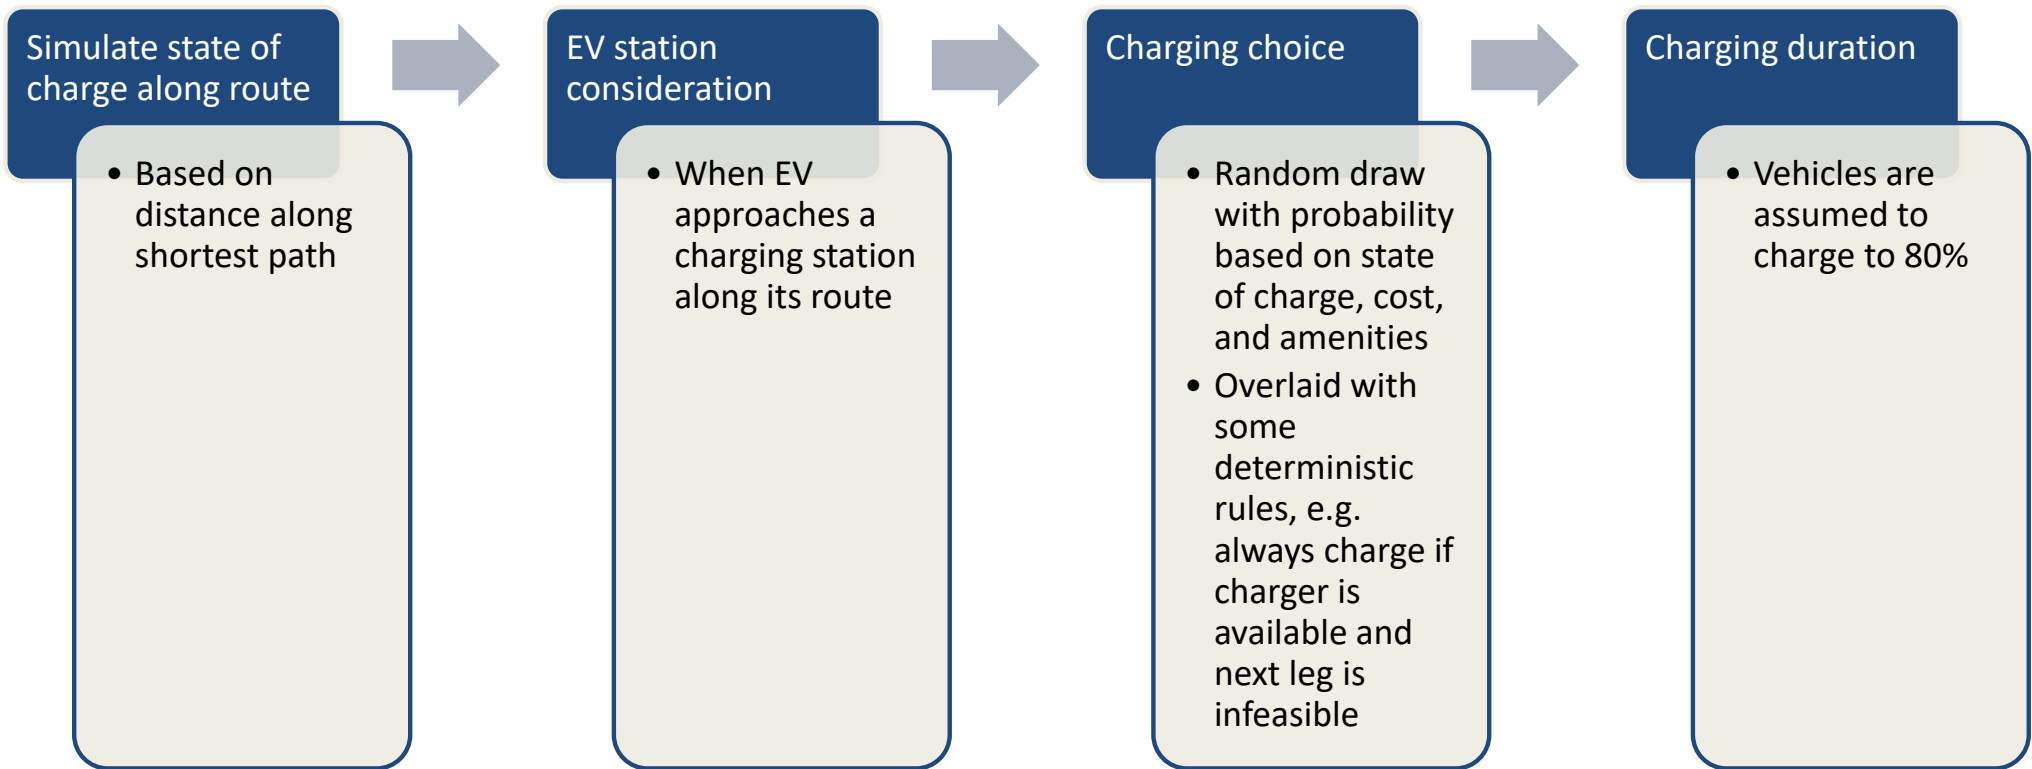 Simulate state of
charge along route
• Based on
distance along
shortest path
EV station
consideration
• When EV
approaches a
charging station
along its route
Charging choice
• Random draw
with probability
based on state
of charge, cost,
and amenities
• Overlaid with
some
deterministic
rules, e.g.
always charge if
charger is
available and
next leg is
infeasible
Charging duration
• Vehicles are
assumed to
charge to 80%